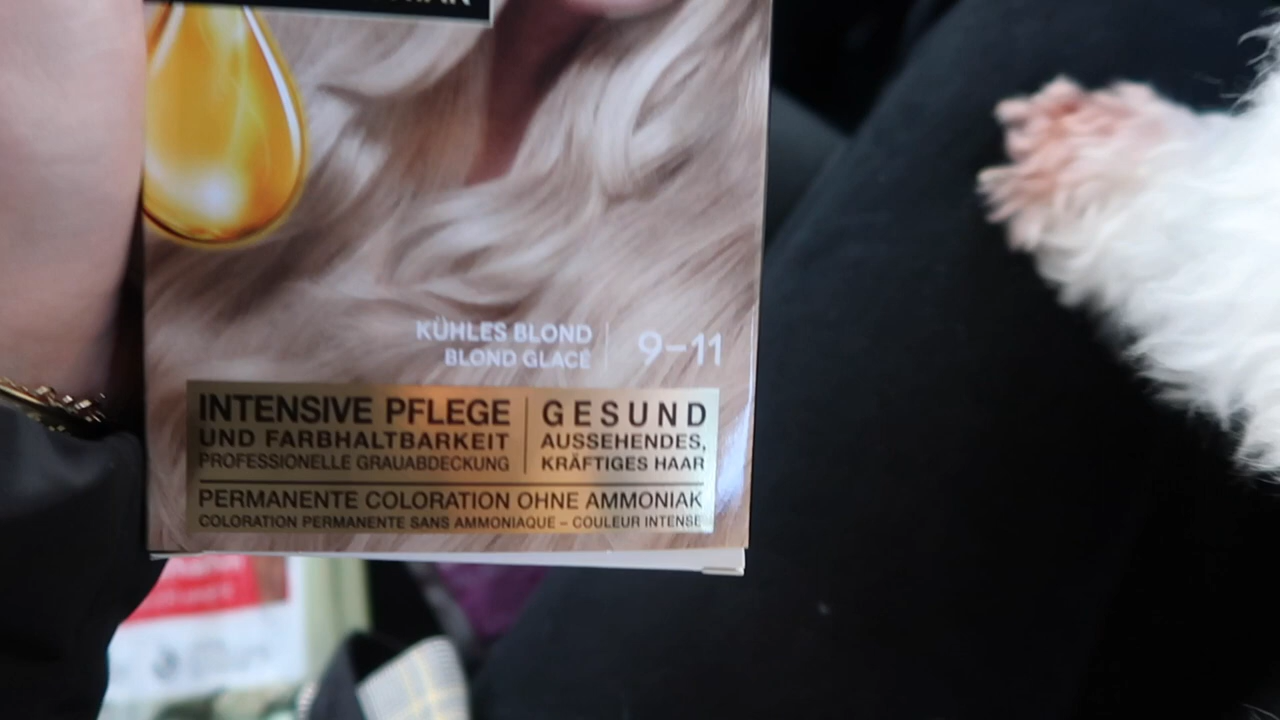 KÜHLES BLOND
BLOND GLACÉ
9-11
INTENSIVE PFLEGE
UND FARBHALTBARKEIT
PROFESSIONELLE GRAUABDECKUNG
GESUND
AUSSEHENDES,
KRÄFTIGES HAAR
PERMANENTE COLORATION OHNE AMMONIAK
COLORATION PERMANENTE SANS AMMONIAQUE – COULEUR INTENSE